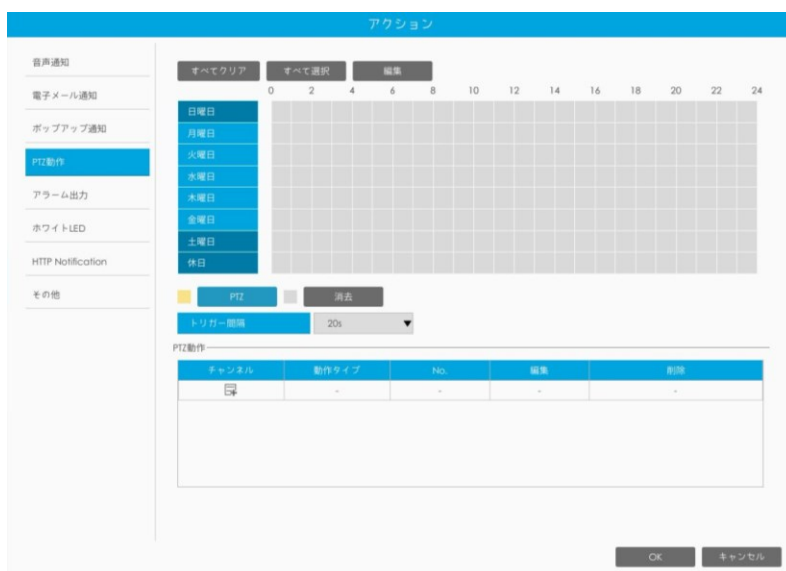 アクション
音声通知
電子メール通知
ポップアップ通知
PTZ動作
アラーム出力
ホワイトLED
HTTP Notification
その他
すべてクリア すべて選択 編集
0 2 4 6 8 10 12 14 16 18 20 22 24
日曜日
月曜日
火曜日
水曜日
木曜日
金曜日
土曜日
休日
PTZ 消去
トリガー間隔 20s
PTZ動作
チャンネル 動作タイプ No. 編集 削除
- - - -
OK キャンセル